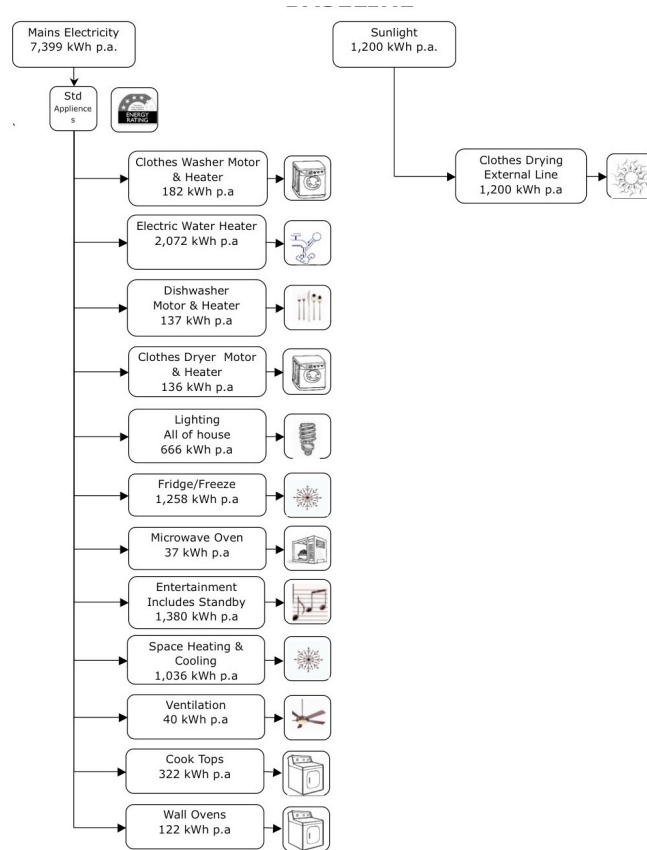 Mains Electricity
7,399 kWh p.a.
Sunlight
1,200 kWh p.a.
Std
Applience
s
ENERGY
RATING
Clothes Washer Motor
& Heater
182 kWh p.a
Clothes Drying
External Line
1,200 kWh p.a
Electric Water Heater
2,072 kWh p.a
Dishwasher
Motor & Heater
137 kWh p.a
Clothes Dryer Motor
& Heater
136 kWh p.a
Lighting
All of house
666 kWh p.a
Fridge/Freeze
1,258 kWh p.a
Microwave Oven
37 kWh p.a
Entertainment
Includes Standby
1,380 kWh p.a
Space Heating &
Cooling
1,036 kWh p.a
Ventilation
40 kWh p.a
Cook Tops
322 kWh p.a
Wall Ovens
122 kWh p.a